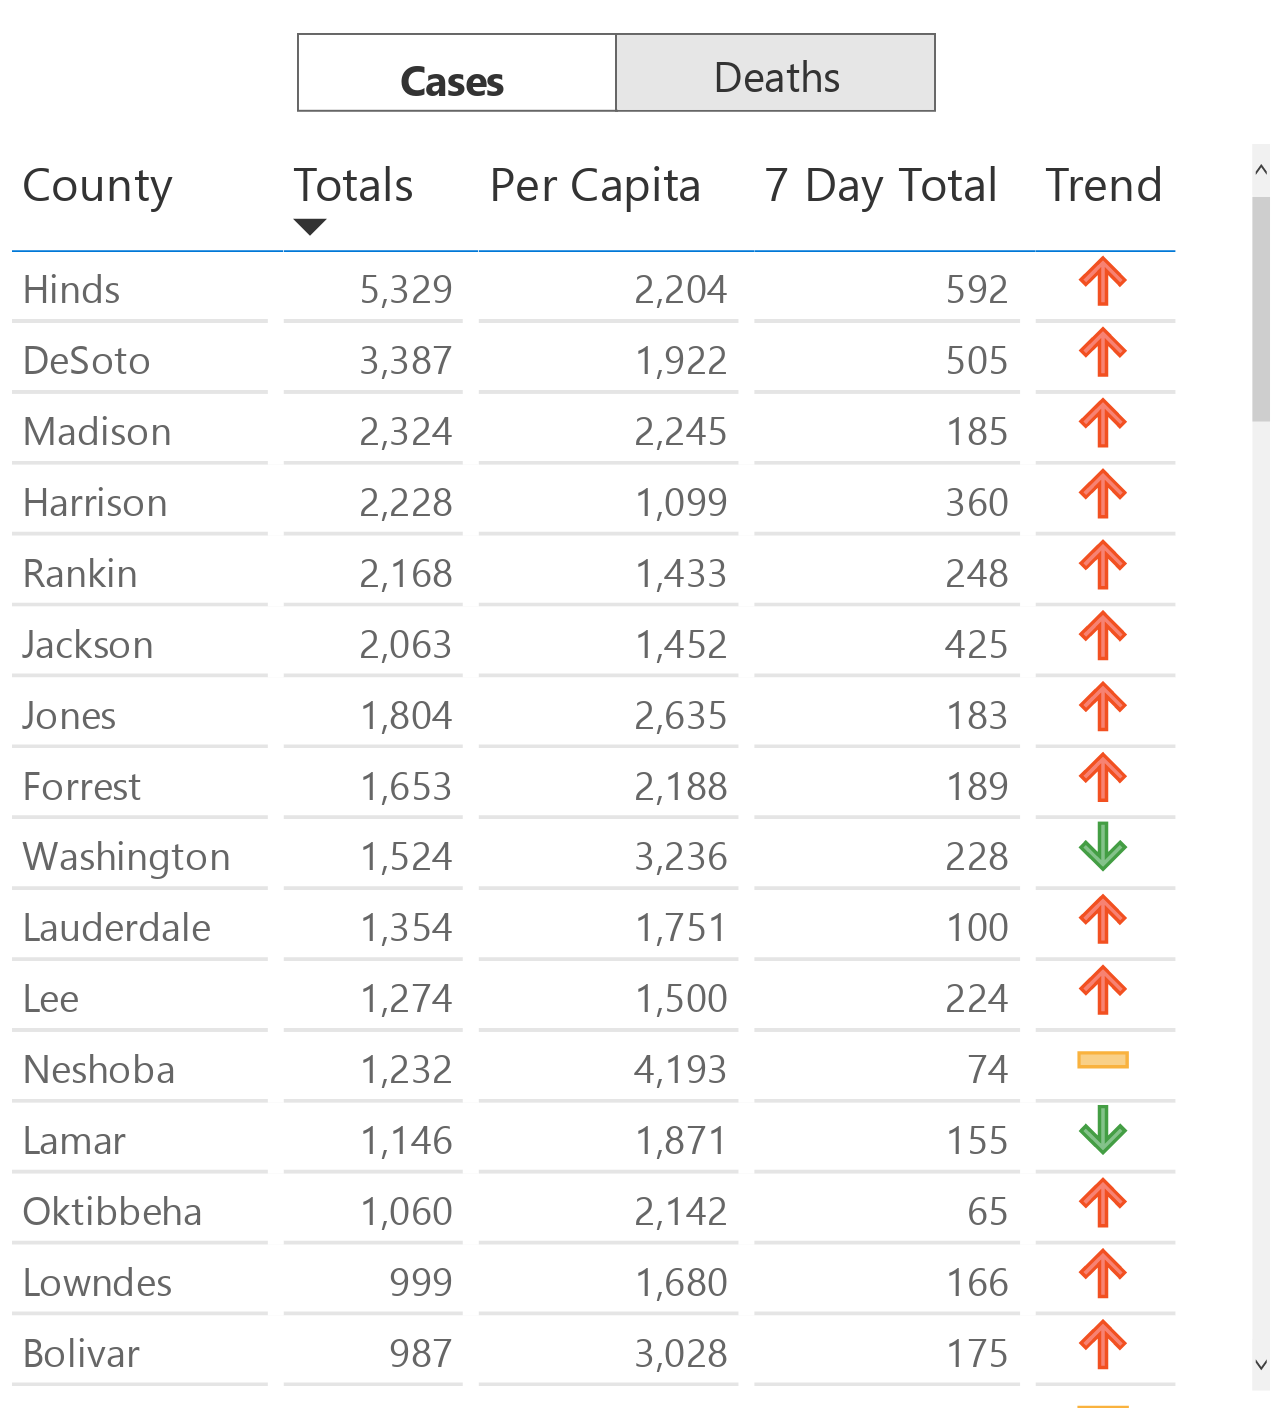 Cases Deaths
County Totals Per Capita 7 Day Total Trend
Hinds 5,329 2,204 592
DeSoto 3,387 1,922 505
Madison 2,324 2,245 185
Harrison 2,228 1,099 360
Rankin 2,168 1,433 248
Jackson 2,063 1,452 425
Jones 1,804 2,635 183
Forrest 1,653 2,188 189
Washington 1,524 3,236 228
Lauderdale 1,354 1,751 100
Lee 1,274 1,500 224
Neshoba 1,232 4,193 74
Lamar 1,146 1,871 155
Oktibbeha 1,060 2,142 65
Lowndes 999 1,680 166
Bolivar 987 3,028 175